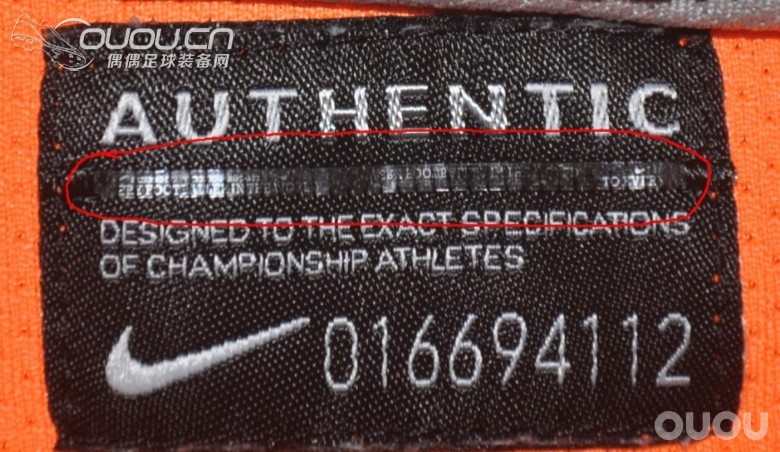 OUOU.CN
偶偶足球装备网
AUTHENTIC
DESIGNED TO THE EXACT SPECIFICATIONS
OF CHAMPIONSHIP ATHLETES
016694112
OUOU